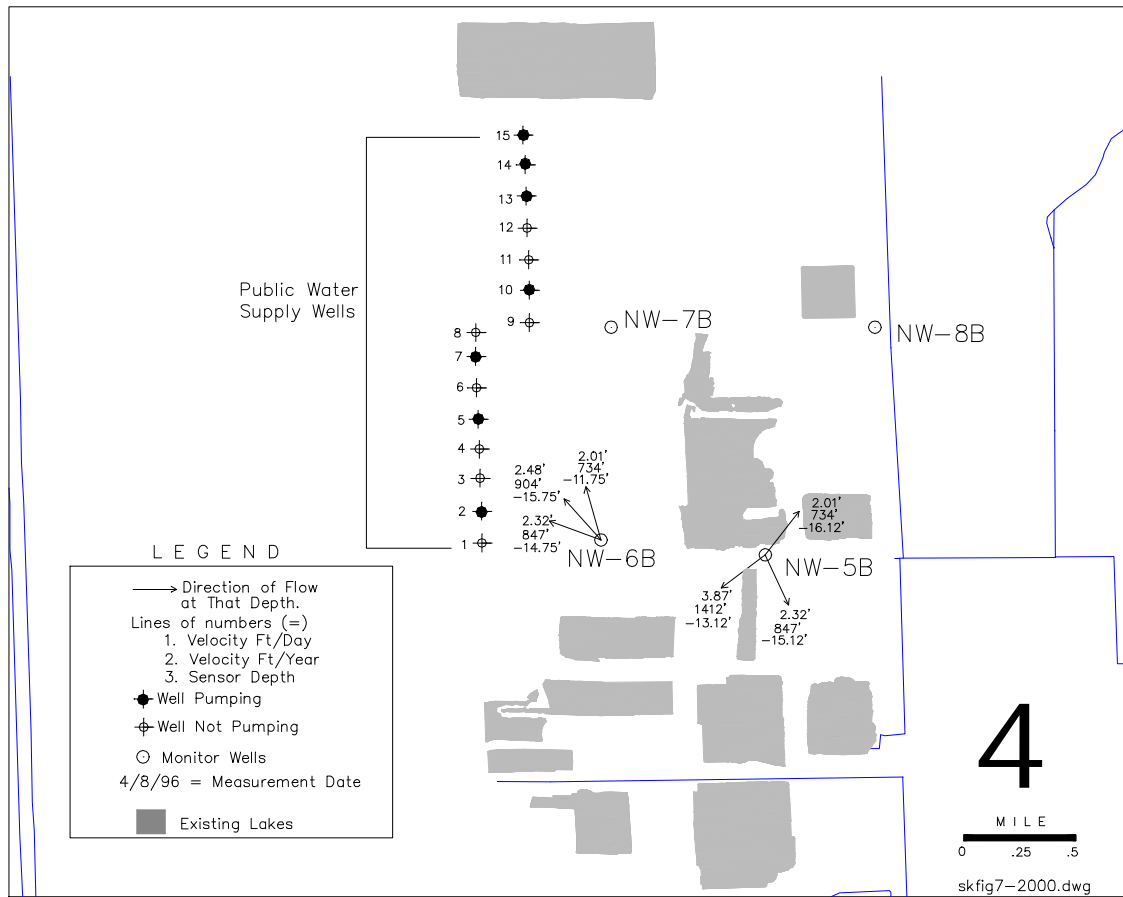 15
14
13
12
11
10
9
8
7
6
5
4
3
2
1
Public Water
Supply Wells
NW-7B
NW-8B
2.48'
904'
-15.75'
2.01'
734'
-11.75'
2.32'
847'
-14.75'
NW-6B
2.01'
734'
-16.12'
NW-5B
3.87'
1412'
-13.12'
2.32'
847'
-15.12'
LEGEND
Direction of Flow
at That Depth.
Lines of numbers (=)
1. Velocity Ft/Day
2. Velocity Ft/Year
3. Sensor Depth
Well Pumping
Well Not Pumping
Monitor Wells
4/8/96 = Measurement Date
Existing Lakes
4
MILE
0 .25 .5
skfig7-2000.dwg